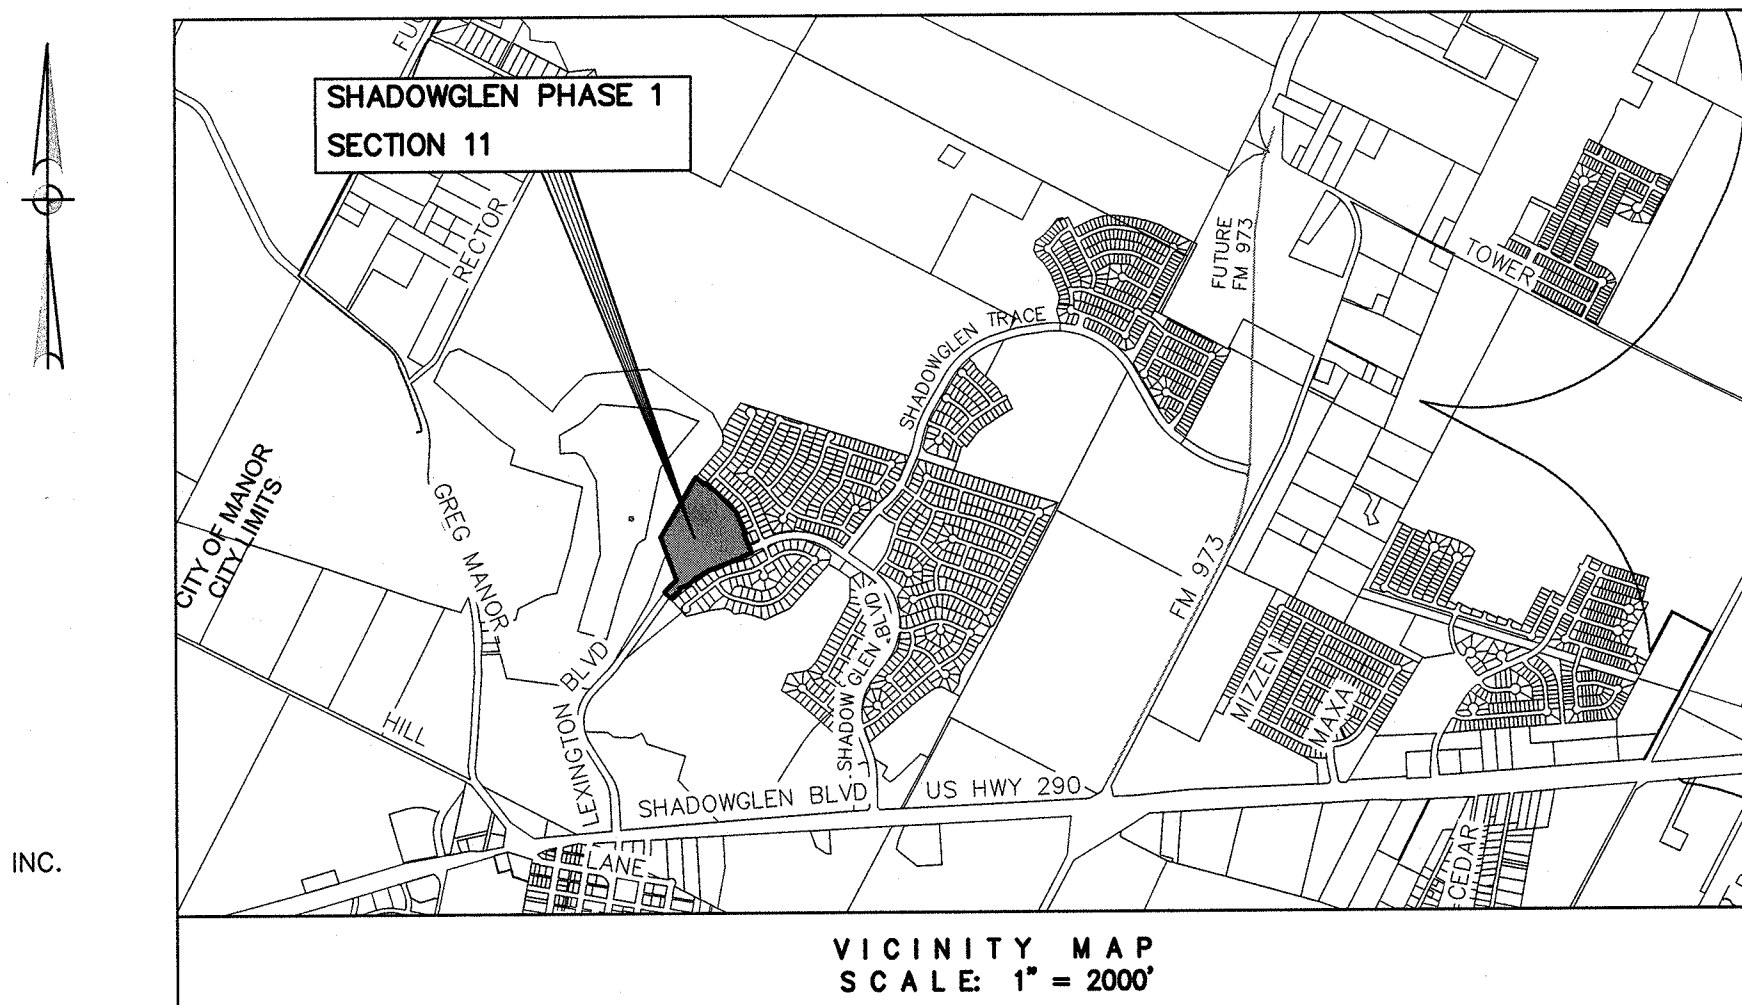 FU
SHADOWGLEN PHASE 1
SECTION 11
RECTOR
FUTURE
FM 973
TOWER
SHADOWGLEN TRACE
CITY OF MANOR
CITY LIMITS
GREG MANOR
FM 973
LEXINGTON BLVD
SHADOW GLEN BLVD
MIZZEN
MAXA
HILL
SHADOWGLEN BLVD
US HWY 290
LANE
CEDAR
INC.
VICINITY MAP
SCALE: 1" = 2000'